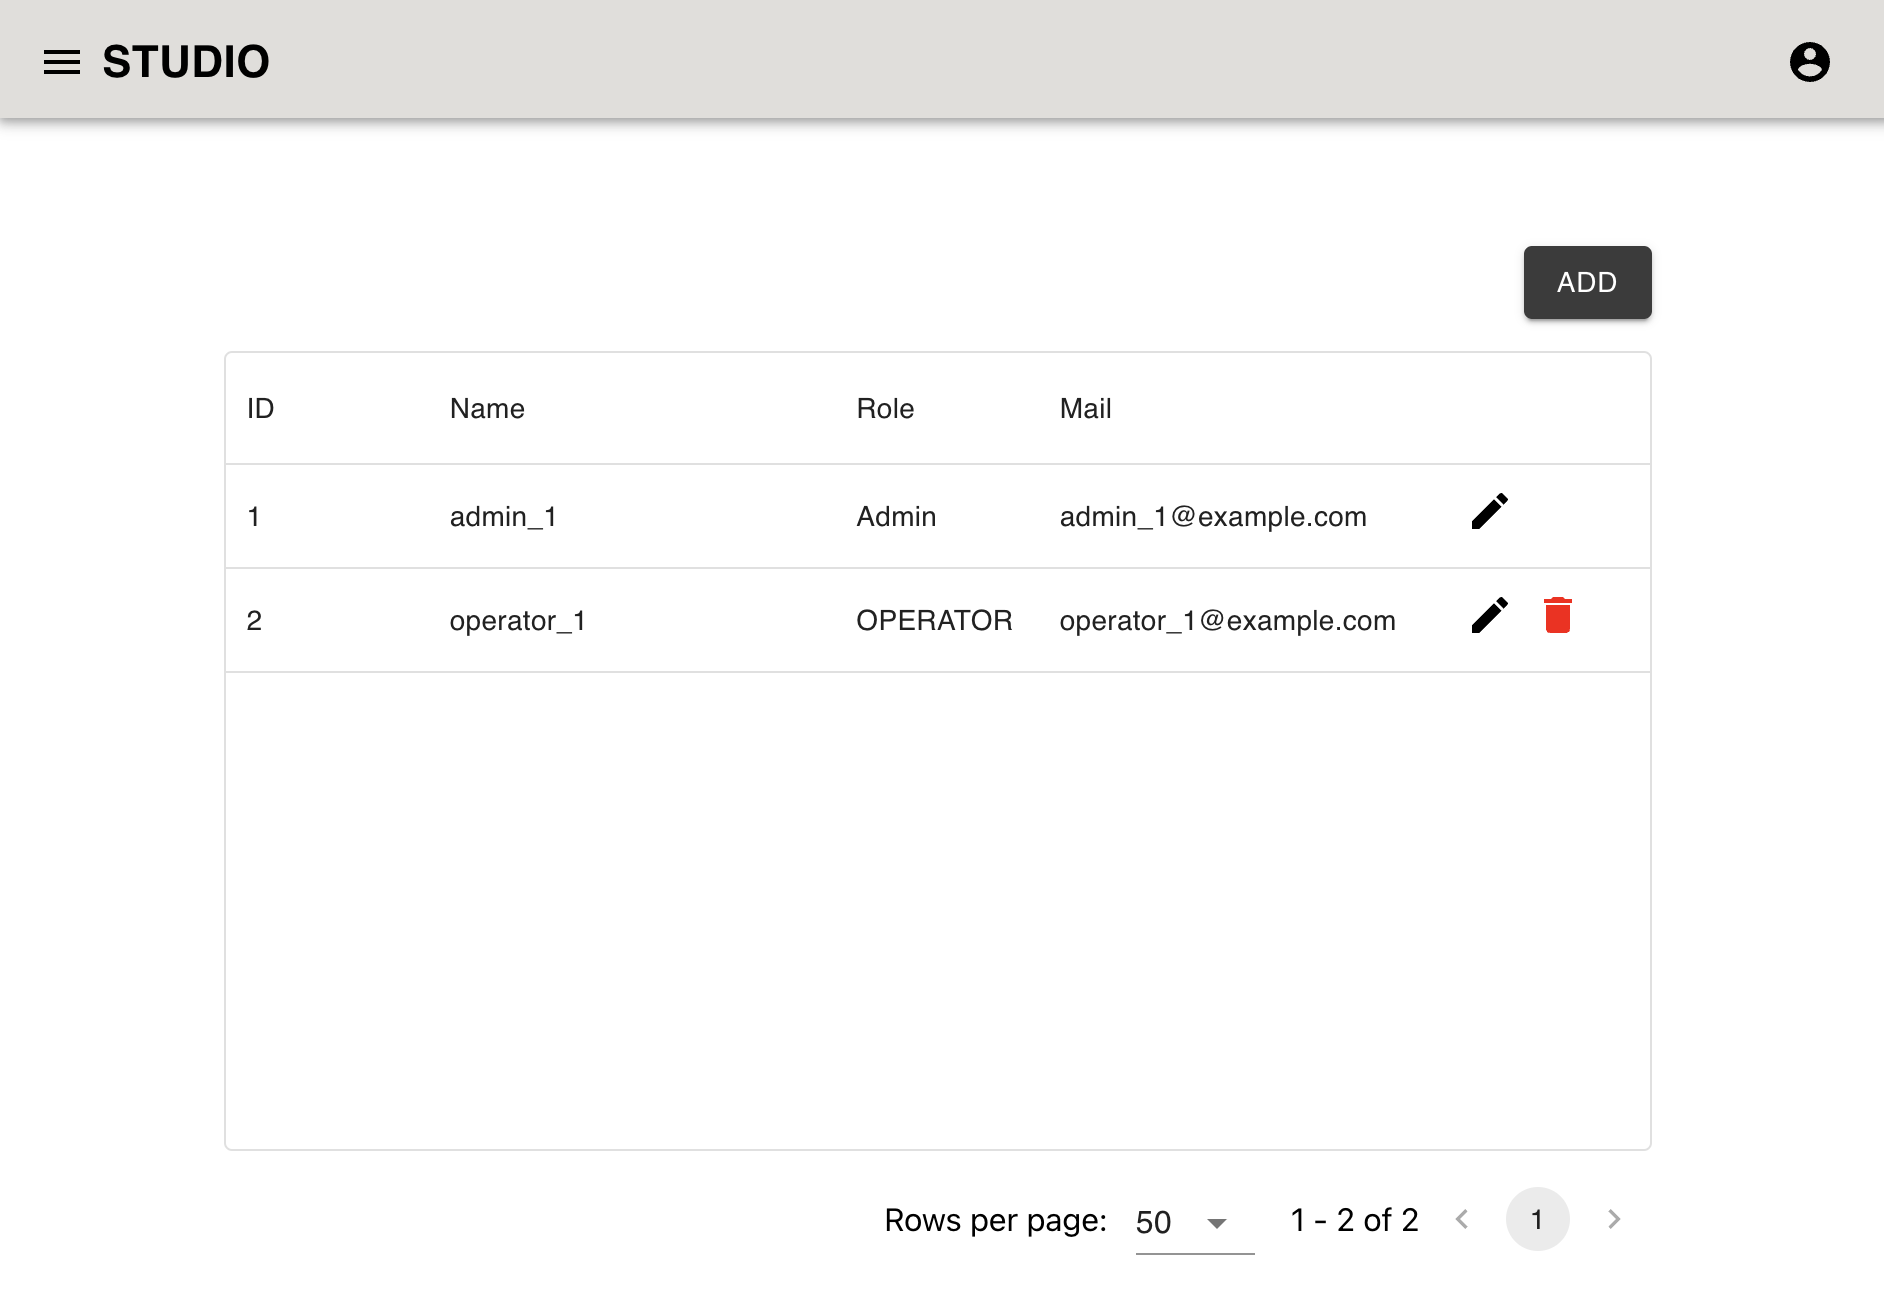 STUDIO
ADD
ID Name Role Mail
1 admin_1 Admin admin_1@example.com
2 operator_1 OPERATOR operator_1@example.com
Rows per page: 50 1 - 2 of 2 1